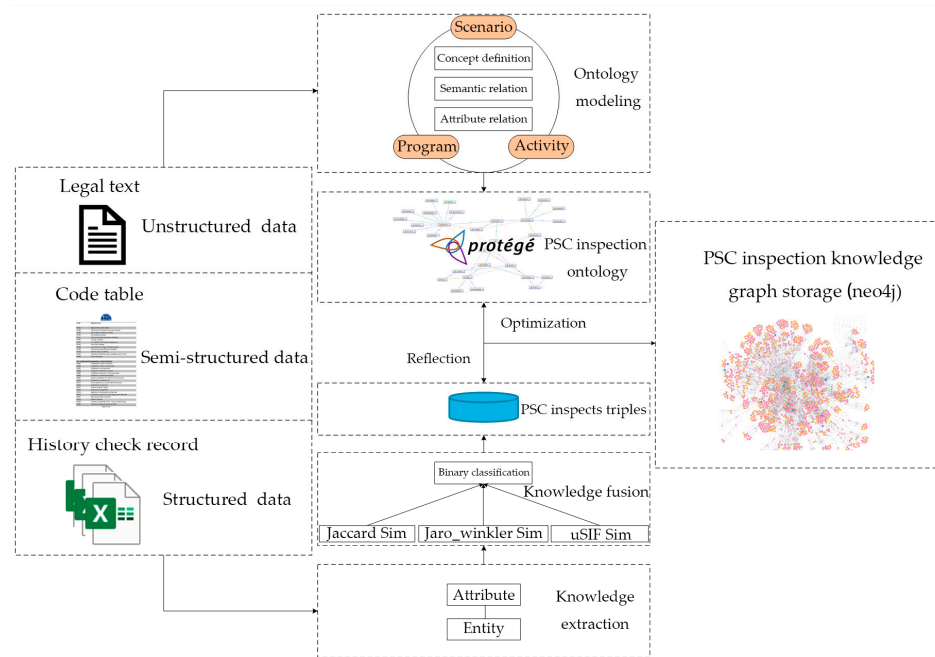 Scenario
Concept definition
Semantic relation
Attribute relation
Program
Activity
Ontology
modeling
Legal text
Unstructured data
Code table
Semi-structured data
History check record
Structured data
X
protégé
PSC inspection
ontology
Optimization
Reflection
PSC inspects triples
Binary classification
Knowledge fusion
Jaccard Sim
Jaro_winkler Sim
uSIF Sim
Attribute
Entity
Knowledge
extraction
PSC inspection knowledge
graph storage (neo4j)